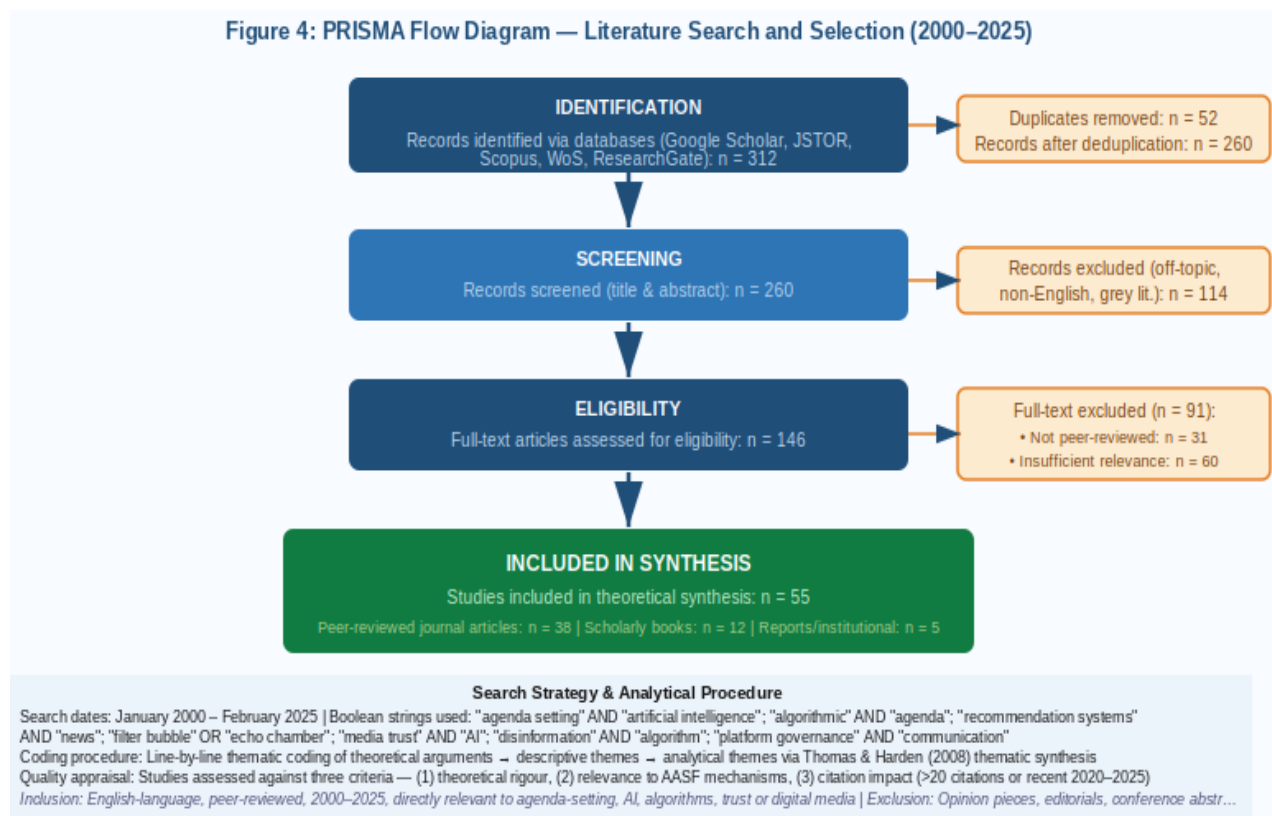 Figure 4: PRISMA Flow Diagram — Literature Search and Selection (2000–2025)
IDENTIFICATION
Records identified via databases (Google Scholar, JSTOR,
Scopus, WoS, ResearchGate): n = 312
Duplicates removed: n = 52
Records after deduplication: n = 260
SCREENING
Records screened (title & abstract): n = 260
Records excluded (off-topic,
non-English, grey lit.): n = 114
ELIGIBILITY
Full-text articles assessed for eligibility: n = 146
Full-text excluded (n = 91):
• Not peer-reviewed: n = 31
• Insufficient relevance: n = 60
INCLUDED IN SYNTHESIS
Studies included in theoretical synthesis: n = 55
Peer-reviewed journal articles: n = 38 | Scholarly books: n = 12 | Reports/institutional: n = 5
Search Strategy & Analytical Procedure
Search dates: January 2000 – February 2025 | Boolean strings used: "agenda setting" AND "artificial intelligence"; "algorithmic" AND "agenda"; "recommendation systems"
AND "news"; "filter bubble" OR "echo chamber"; "media trust" AND "AI"; "disinformation" AND "algorithm"; "platform governance" AND "communication"
Coding procedure: Line-by-line thematic coding of theoretical arguments → descriptive themes → analytical themes via Thomas & Harden (2008) thematic synthesis
Quality appraisal: Studies assessed against three criteria — (1) theoretical rigour, (2) relevance to AASF mechanisms, (3) citation impact (>20 citations or recent 2020–2025)
Inclusion: English-language, peer-reviewed, 2000–2025, directly relevant to agenda-setting, AI, algorithms, trust or digital media | Exclusion: Opinion pieces, editorials, conference abstr…